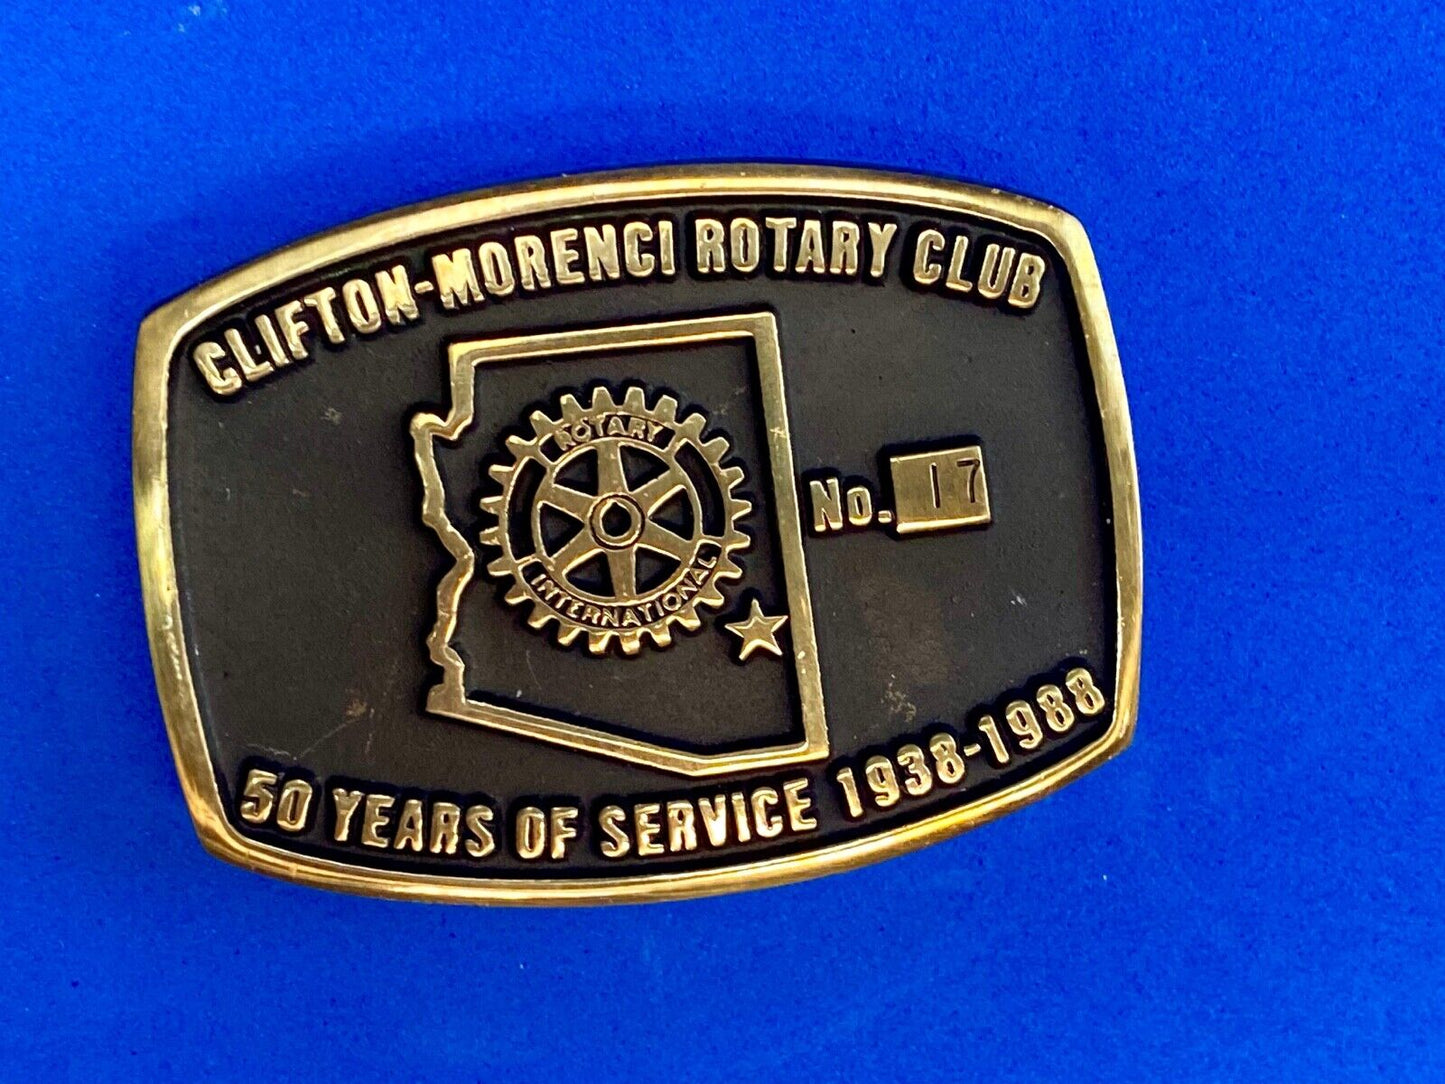 CLIFTON-MORENCI ROTARY CLUB
ROTARY
INTERNATIONAL
No. 17
50 YEARS OF SERVICE 1938-1988